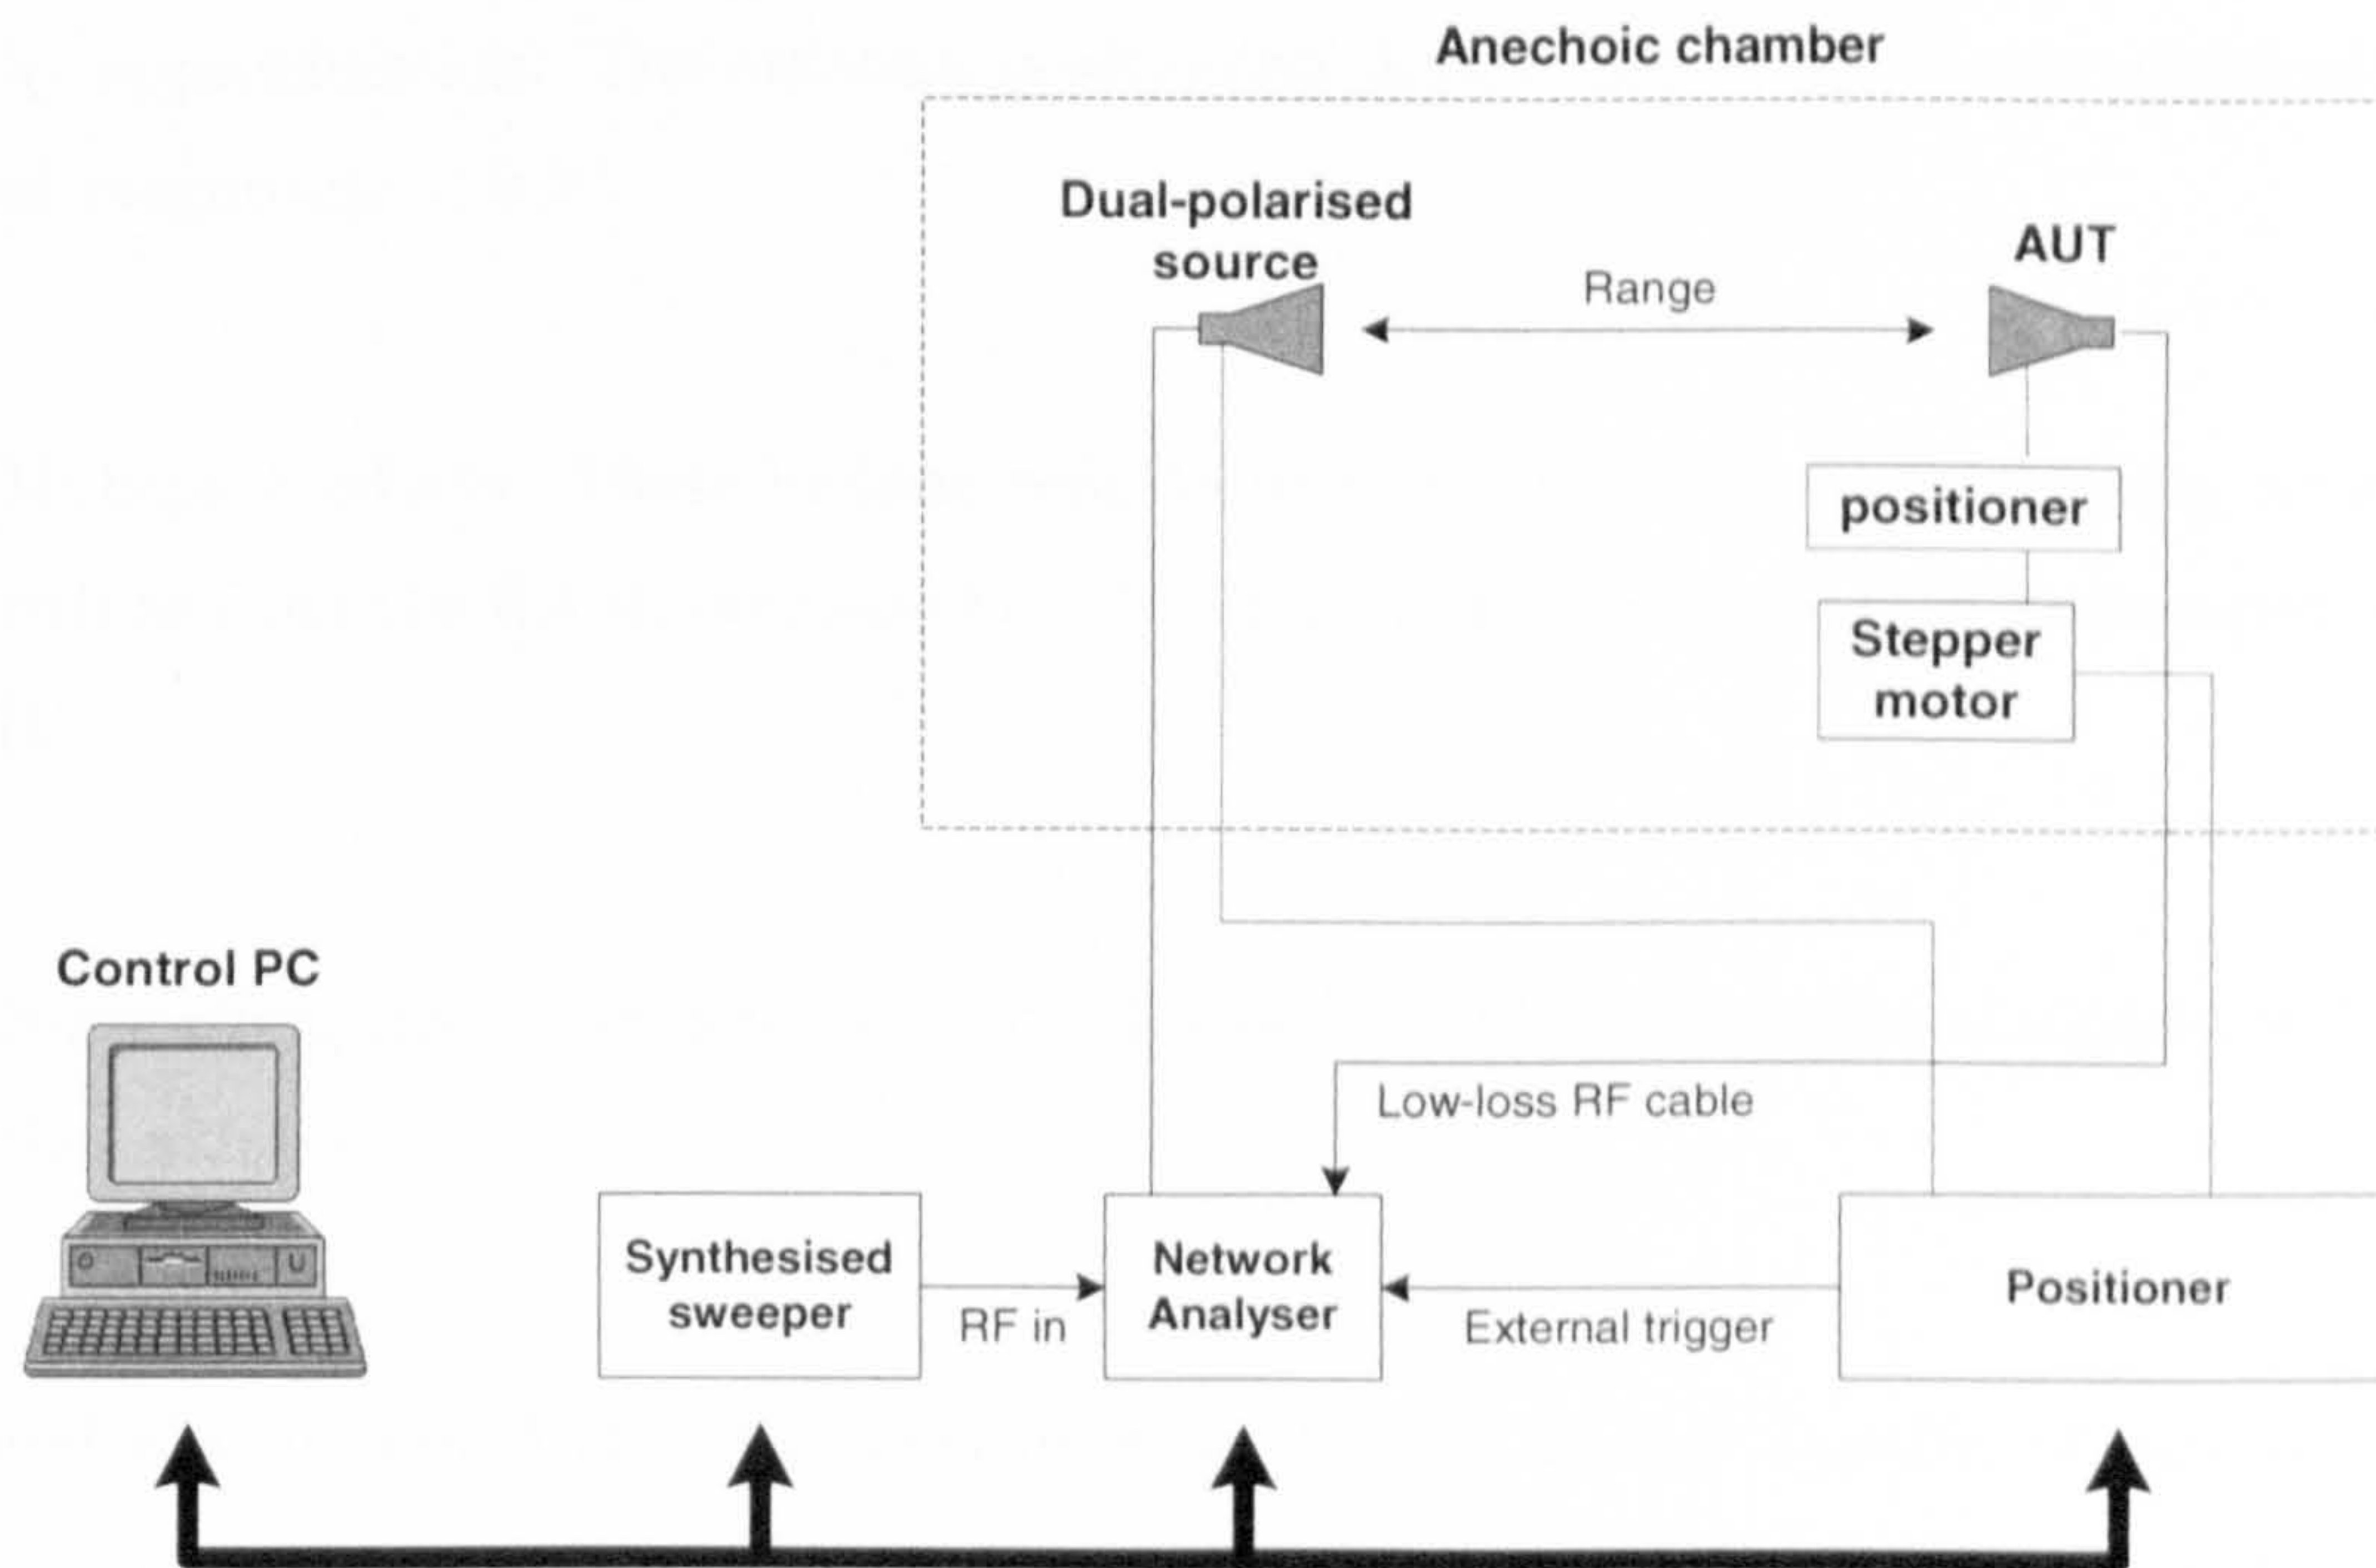 Anechoic chamber
Dual-polarised
source
AUT
Range
positioner
Stepper
motor
Control PC
Low-loss RF cable
Synthesised
sweeper
RF in
Network
Analyser
External trigger
Positioner